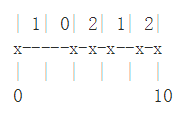 | 1| 0| 2| 1| 2|
x-----x-x-x--x-x
|  |  |  |  |  |
0             10